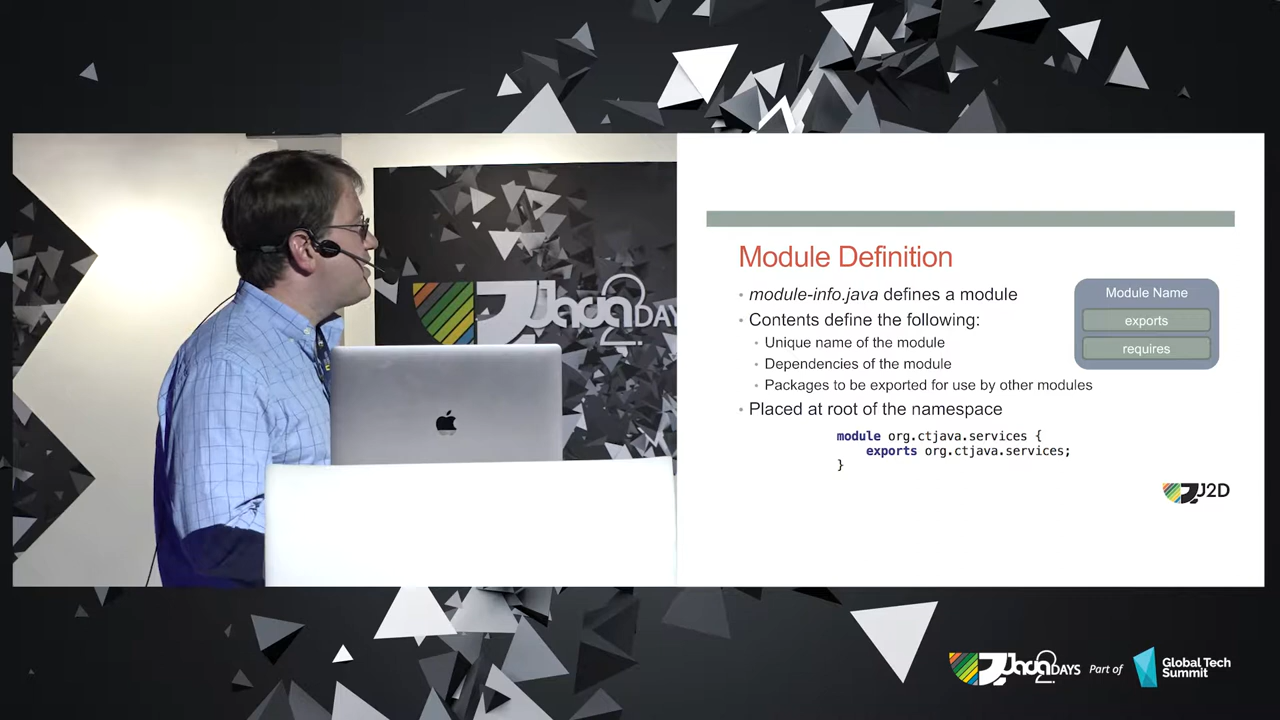 Java2DAYS
Module Definition
• module-info.java defines a module
• Contents define the following:
• Unique name of the module
• Dependencies of the module
• Packages to be exported for use by other modules
• Placed at root of the namespace
Module Name
exports
requires
module org.ctjava.services {
exports org.ctjava.services;
}
J2D
Java2DAYS Part of Global Tech
Summit